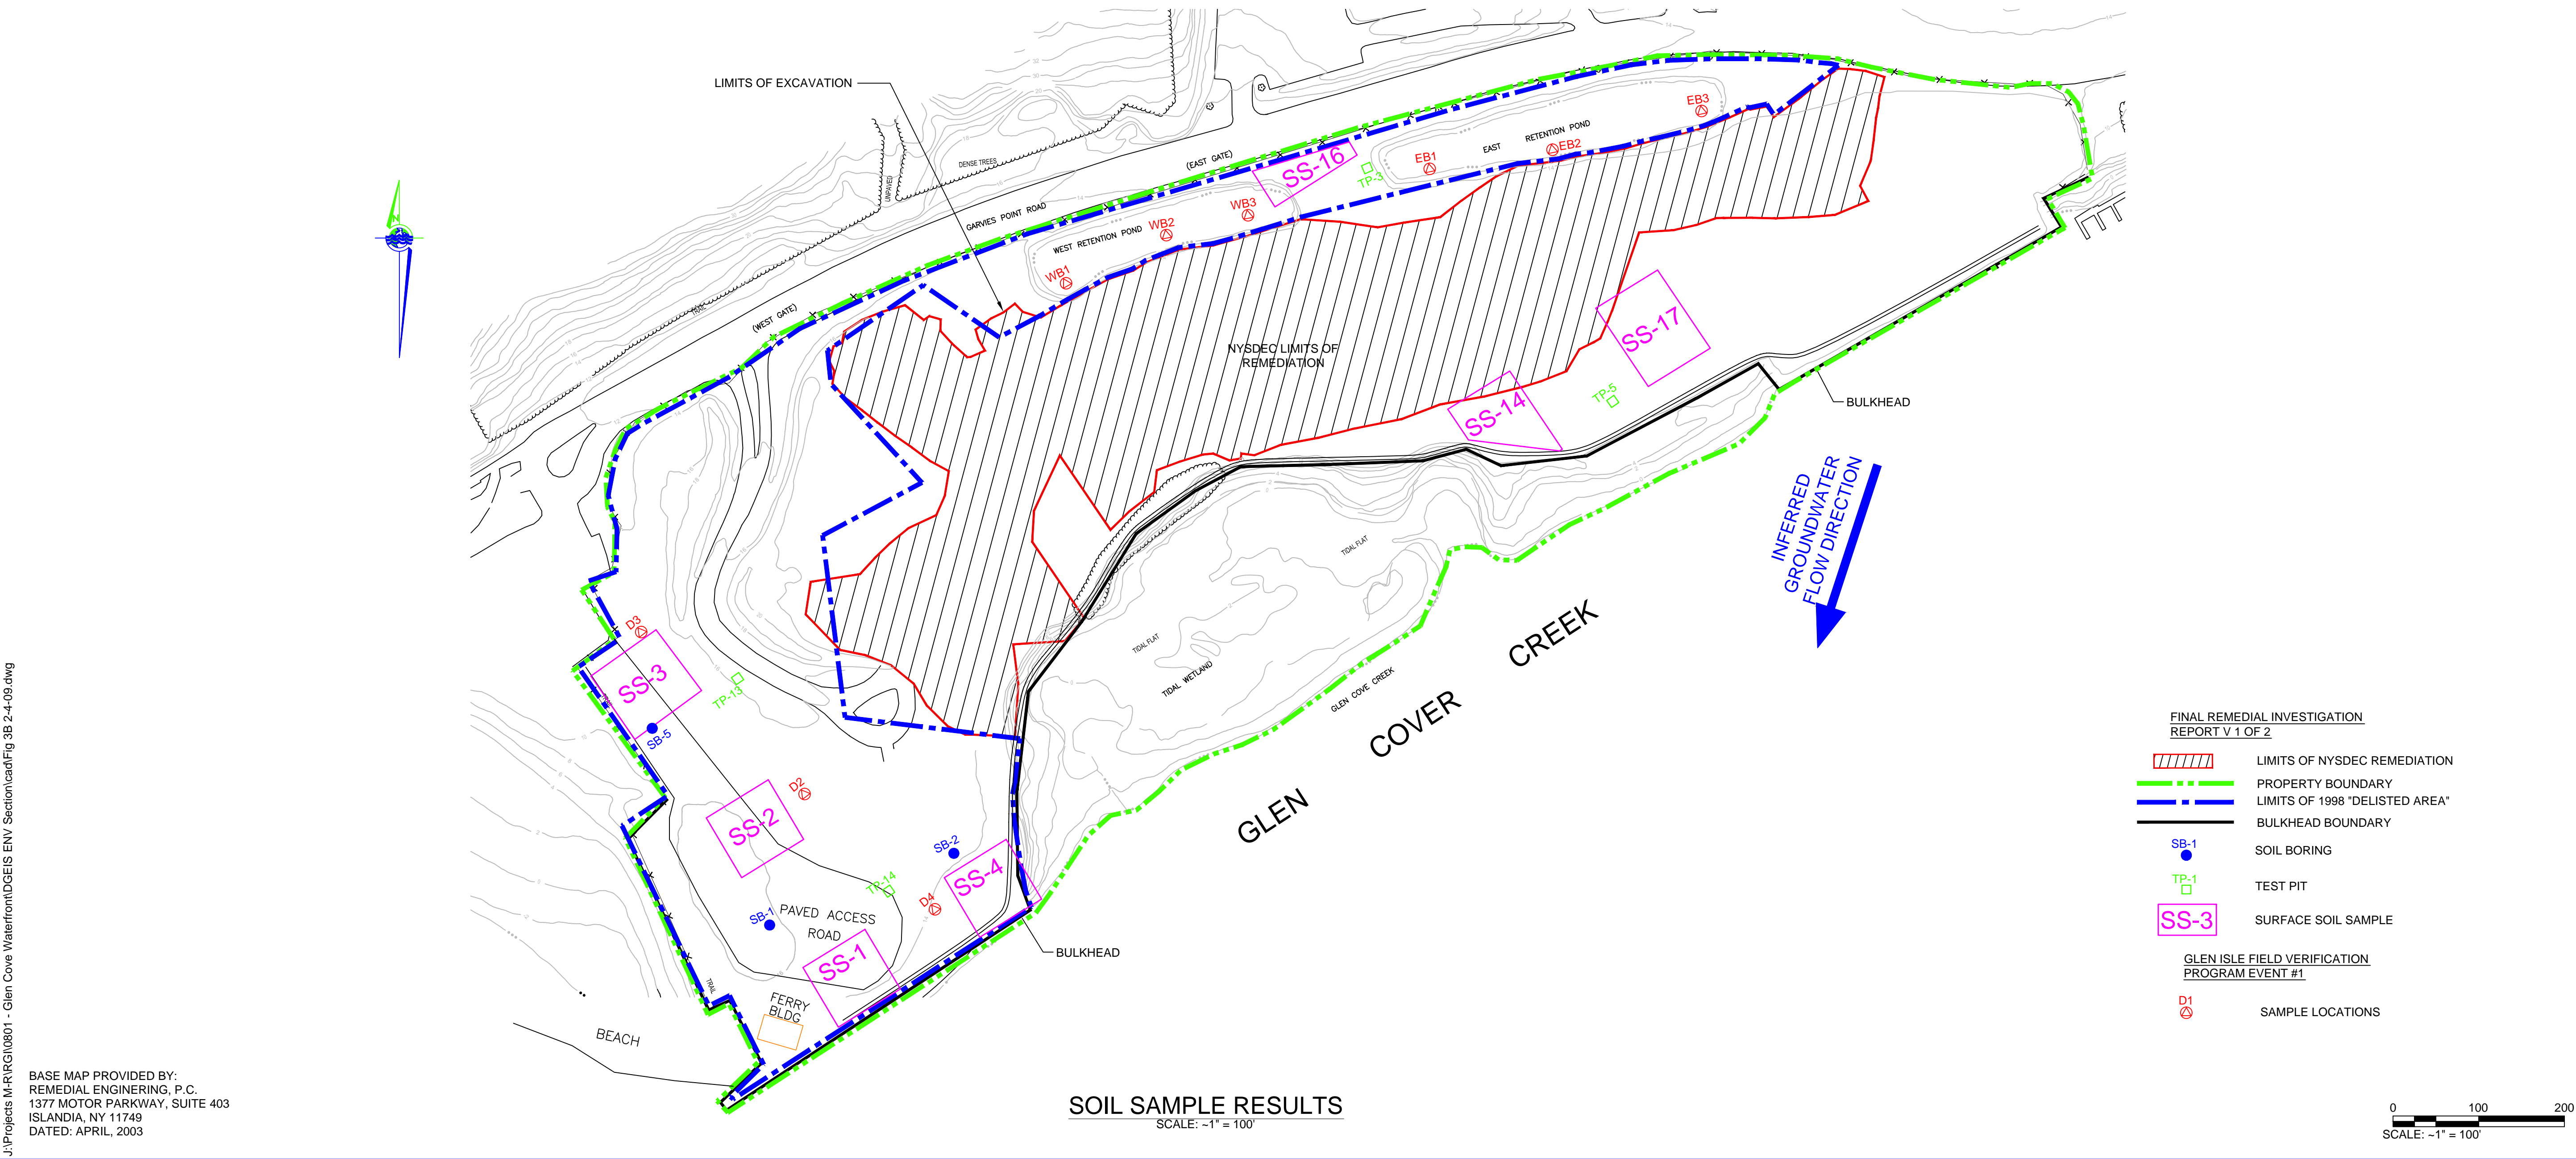 LIMITS OF EXCAVATION
DENSE TREES
UNPAVED
(EAST GATE)
GARVIES POINT ROAD
(WEST GATE)
TRAIL
WEST RETENTION POND
WB1
WB2
WB3
SS-16
TP-3
EB1
EAST RETENTION POND
EB2
EB3
N
NYSDEC LIMITS OF
REMEDIATION
SS-17
TP-5
SS-14
BULKHEAD
INFERRED
GROUNDWATER
FLOW DIRECTION
TIDAL FLAT
TIDAL FLAT
TIDAL WETLAND
GLEN COVE CREEK
GLEN COVER CREEK
D3
SS-3
TRAIL
SB-5
TP-13
D2
SS-2
SB-2
TP-14
D4
SS-4
SB-1
PAVED ACCESS
ROAD
SS-1
BULKHEAD
TRAIL
FERRY
BLDG
BEACH
FINAL REMEDIAL INVESTIGATION
REPORT V 1 OF 2
LIMITS OF NYSDEC REMEDIATION
PROPERTY BOUNDARY
LIMITS OF 1998 "DELISTED AREA"
BULKHEAD BOUNDARY
SB-1
SOIL BORING
TP-1
TEST PIT
SS-3
SURFACE SOIL SAMPLE
GLEN ISLE FIELD VERIFICATION
PROGRAM EVENT #1
D1
SAMPLE LOCATIONS
J:\Projects M-R\RGI\0801 - Glen Cove Waterfront\DGEIS ENV Section\cad\Fig 3B 2-4-09.dwg
BASE MAP PROVIDED BY:
REMEDIAL ENGINERING, P.C.
1377 MOTOR PARKWAY, SUITE 403
ISLANDIA, NY 11749
DATED: APRIL, 2003
SOIL SAMPLE RESULTS
SCALE: ~1" = 100'
0 100 200
SCALE: ~1" = 100'